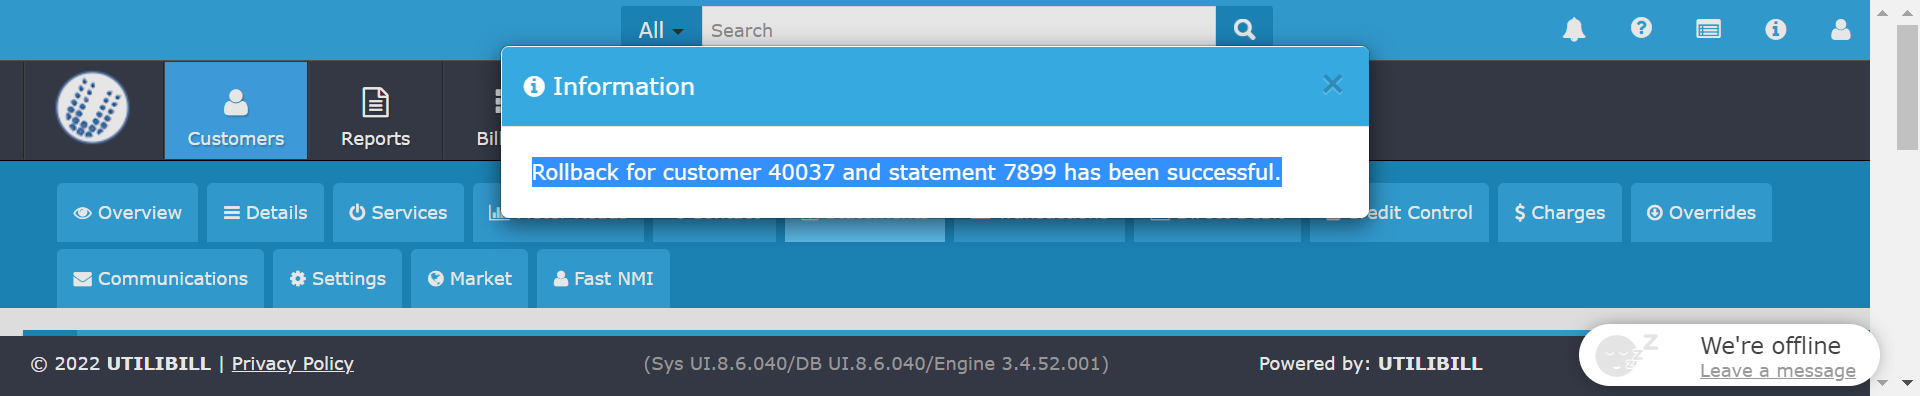 All
Search
Information
×
Customers
Reports
Bil
Rollback for customer 40037 and statement 7899 has been successful.
Overview
Details
Services
edit Control
$ Charges
Overrides
Communications
Settings
Market
Fast NMI
© 2022 UTILIBILL | Privacy Policy
(Sys UI.8.6.040/DB UI.8.6.040/Engine 3.4.52.001)
Powered by: UTILIBILL
We're offline
Leave a message